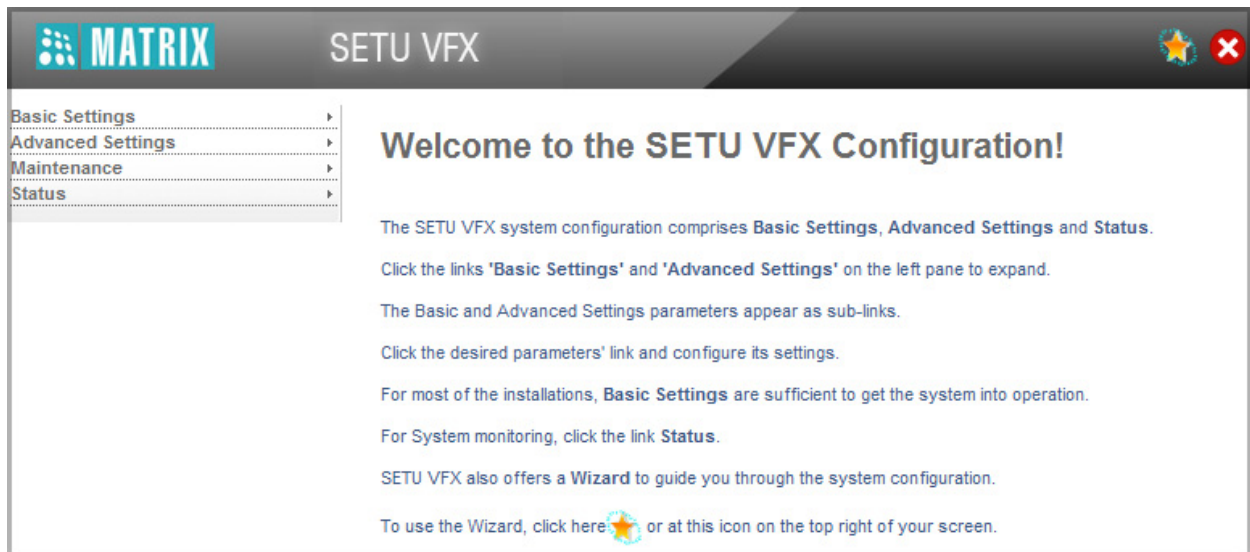 MATRIX SETU VFX
Basic Settings
Advanced Settings
Maintenance
Status
Welcome to the SETU VFX Configuration!
The SETU VFX system configuration comprises Basic Settings, Advanced Settings and Status.
Click the links 'Basic Settings' and 'Advanced Settings' on the left pane to expand.
The Basic and Advanced Settings parameters appear as sub-links.
Click the desired parameters' link and configure its settings.
For most of the installations, Basic Settings are sufficient to get the system into operation.
For System monitoring, click the link Status.
SETU VFX also offers a Wizard to guide you through the system configuration.
To use the Wizard, click here or at this icon on the top right of your screen.